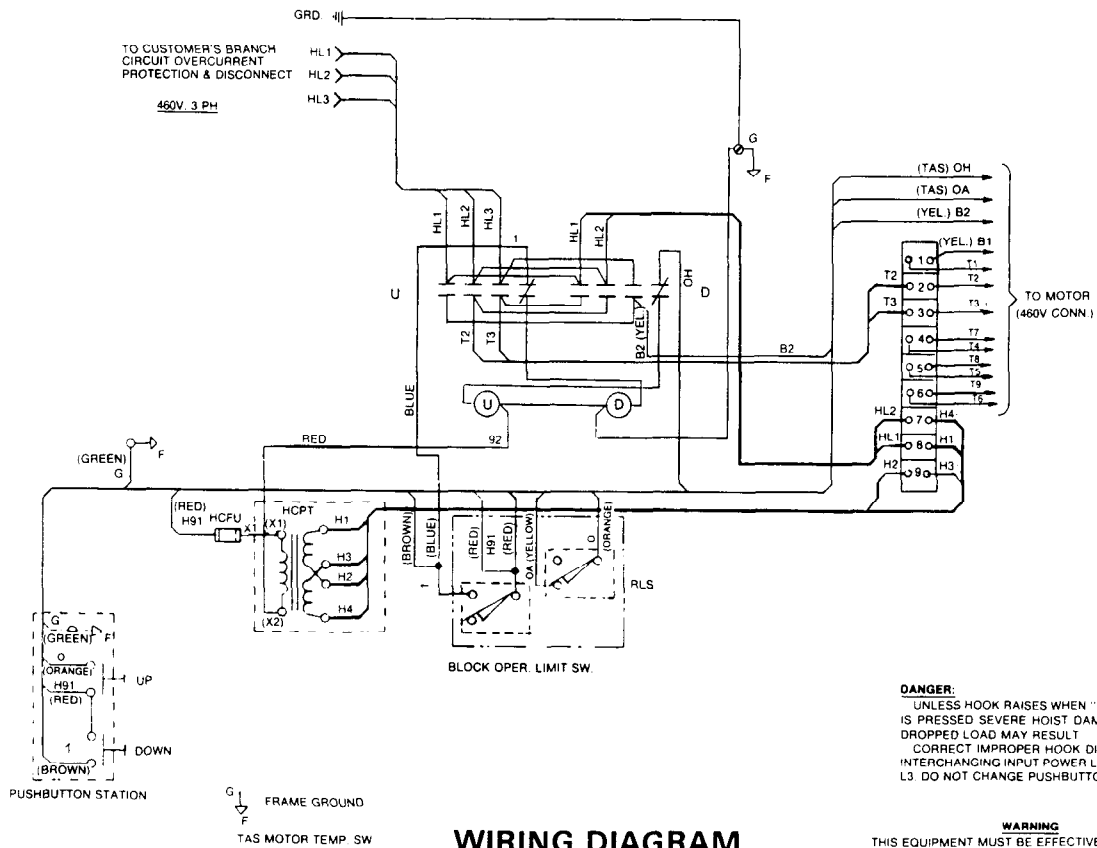 GRD.
TO CUSTOMER'S BRANCH
CIRCUIT OVERCURRENT
PROTECTION & DISCONNECT
460V. 3 PH
HL1
HL2
HL3
G
F
(TAS) OH
(TAS) OA
(YEL.) B2
(YEL.) B1
T1
T2
T3
T7
T4
T8
T5
T9
T6
TO MOTOR
(460V CONN.)
HL1
HL2
HL3
1
HL1
HL2
OH
U
D
T2
T3
B2 (YEL.)
B2
T2
T3
1
2
3
4
5
6
7
8
9
HL2
HL1
H2
H4
H1
H3
BLUE
U
D
92
RED
(GREEN)
G
F
(RED)
H91
HCFU
X1
(X1)
HCPT
(X2)
H1
H3
H2
H4
(BROWN)
(BLUE)
1
(RED)
H91
(RED)
OA (YELLOW)
O
(ORANGE)
RLS
BLOCK OPER. LIMIT SW.
G
(GREEN)
F
O
(ORANGE)
H91
(RED)
UP
1
(BROWN)
DOWN
PUSHBUTTON STATION
G
F
FRAME GROUND
TAS MOTOR TEMP. SW
WIRING DIAGRAM
DANGER:
UNLESS HOOK RAISES WHEN "
IS PRESSED SEVERE HOIST DAM
DROPPED LOAD MAY RESULT
CORRECT IMPROPER HOOK DI
INTERCHANGING INPUT POWER L
L3. DO NOT CHANGE PUSHBUTTO
WARNING
THIS EQUIPMENT MUST BE EFFECTIVE